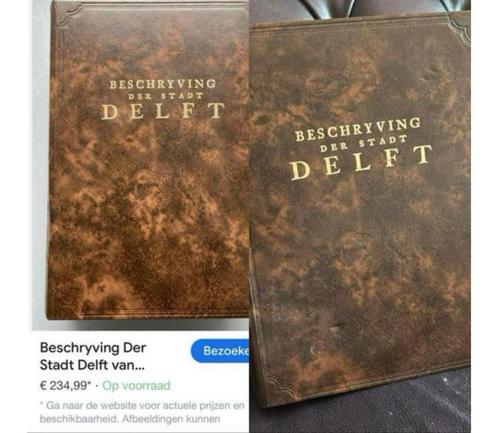 BESCHRYVING
DER STADT
DELFT
Beschryving Der
Stadt Delft van...
€ 234,99* · Op voorraad
Bezoeke
* Ga naar de website voor actuele prijzen en
beschikbaarheid. Afbeeldingen kunnen
BESCHRYVING
DER STADT
DELFT